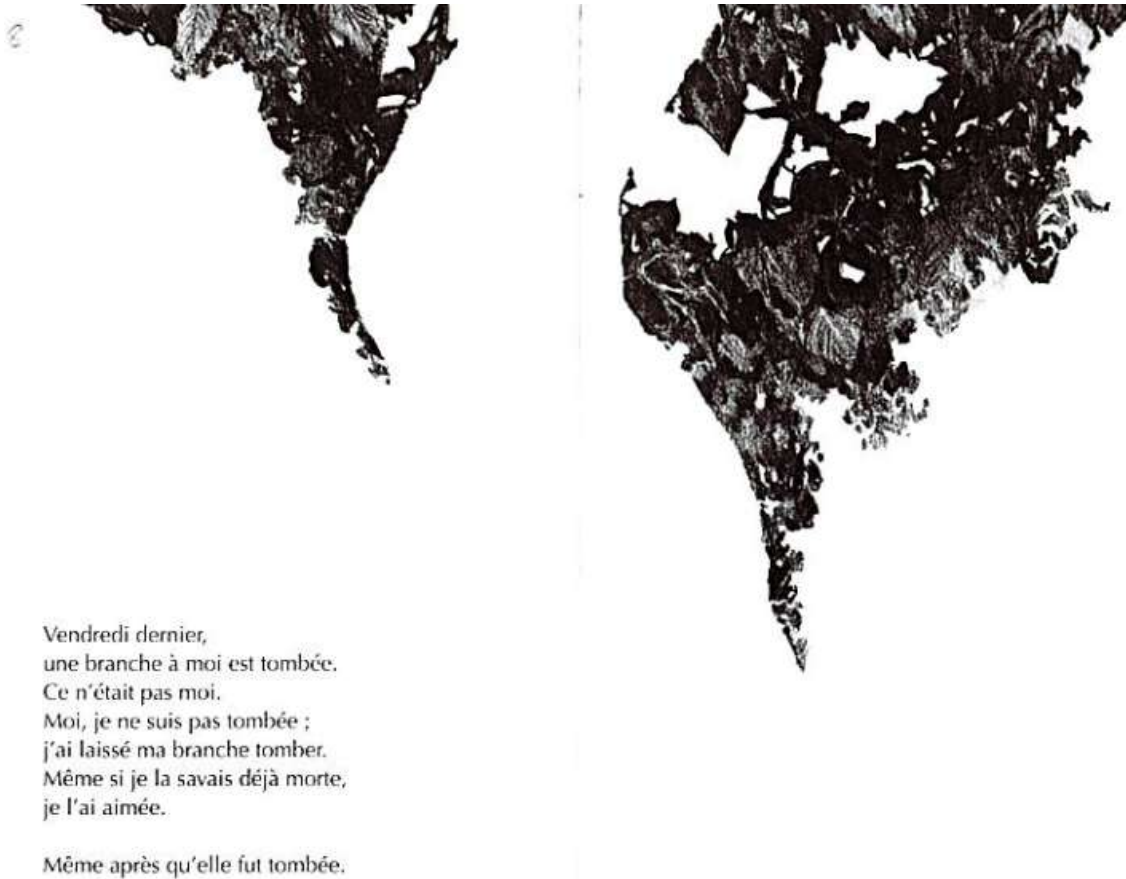 Vendredi dernier,
une branche à moi est tombée.
Ce n'était pas moi.
Moi, je ne suis pas tombée ;
j'ai laissé ma branche tomber.
Même si je la savais déjà morte,
je l'ai aimée.
Même après qu'elle fut tombée.